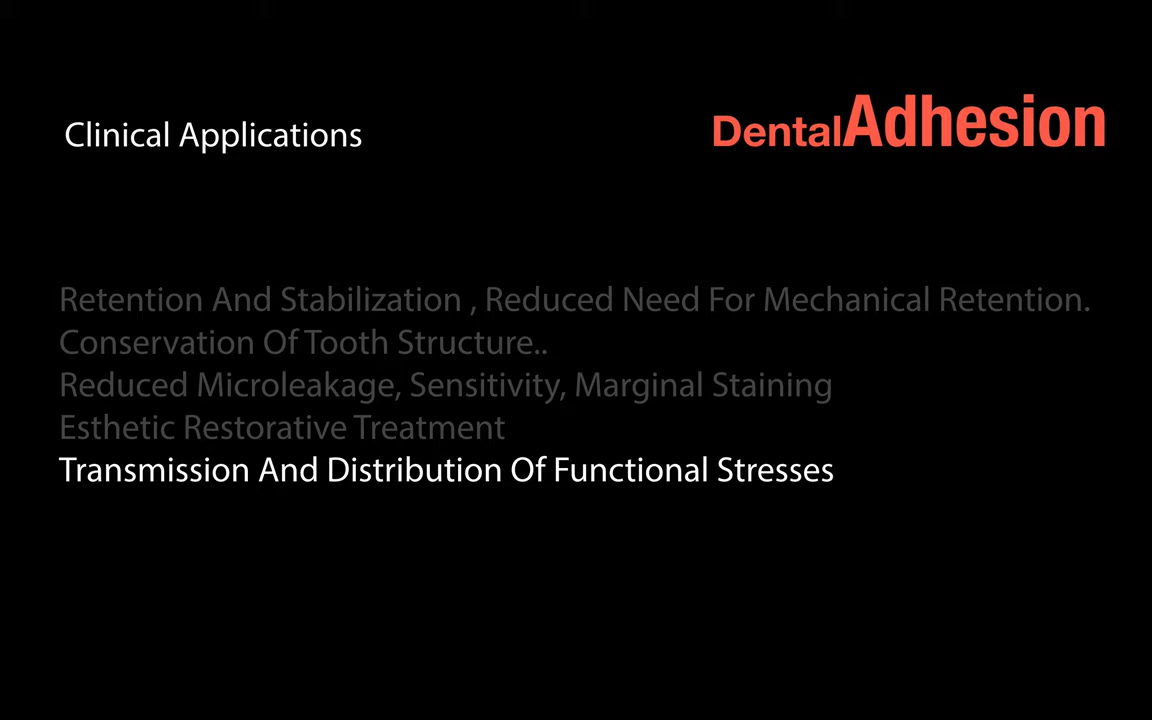 Clinical Applications
DentalAdhesion
Retention And Stabilization , Reduced Need For Mechanical Retention.
Conservation Of Tooth Structure..
Reduced Microleakage, Sensitivity, Marginal Staining
Esthetic Restorative Treatment
Transmission And Distribution Of Functional Stresses